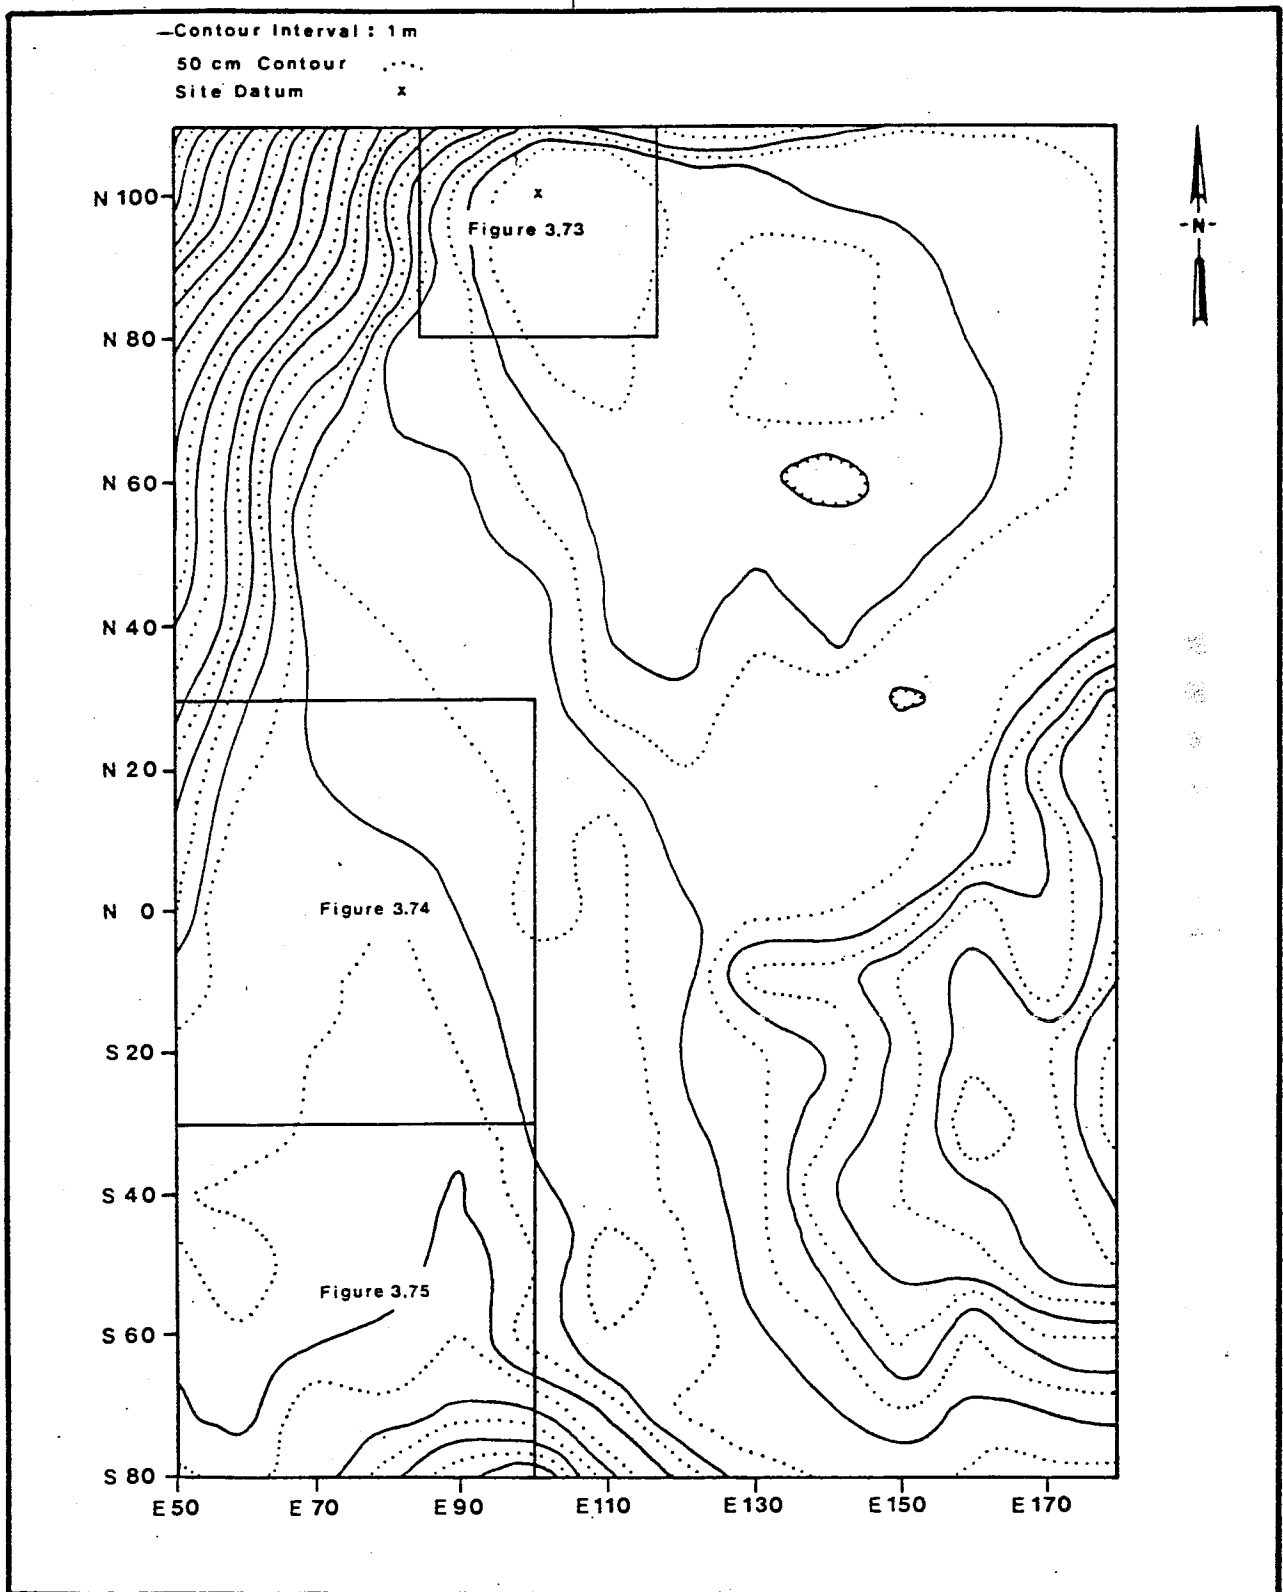 Contour Interval: 1m
50 cm Contour
Site Datum x
N 100
x
Figure 3.73
-N-
N 80
N 60
N 40
N 20
N 0
Figure 3.74
S 20
S 40
Figure 3.75
S 60
S 80
E 50 E 70 E 90 E 110 E 130 E 150 E 170